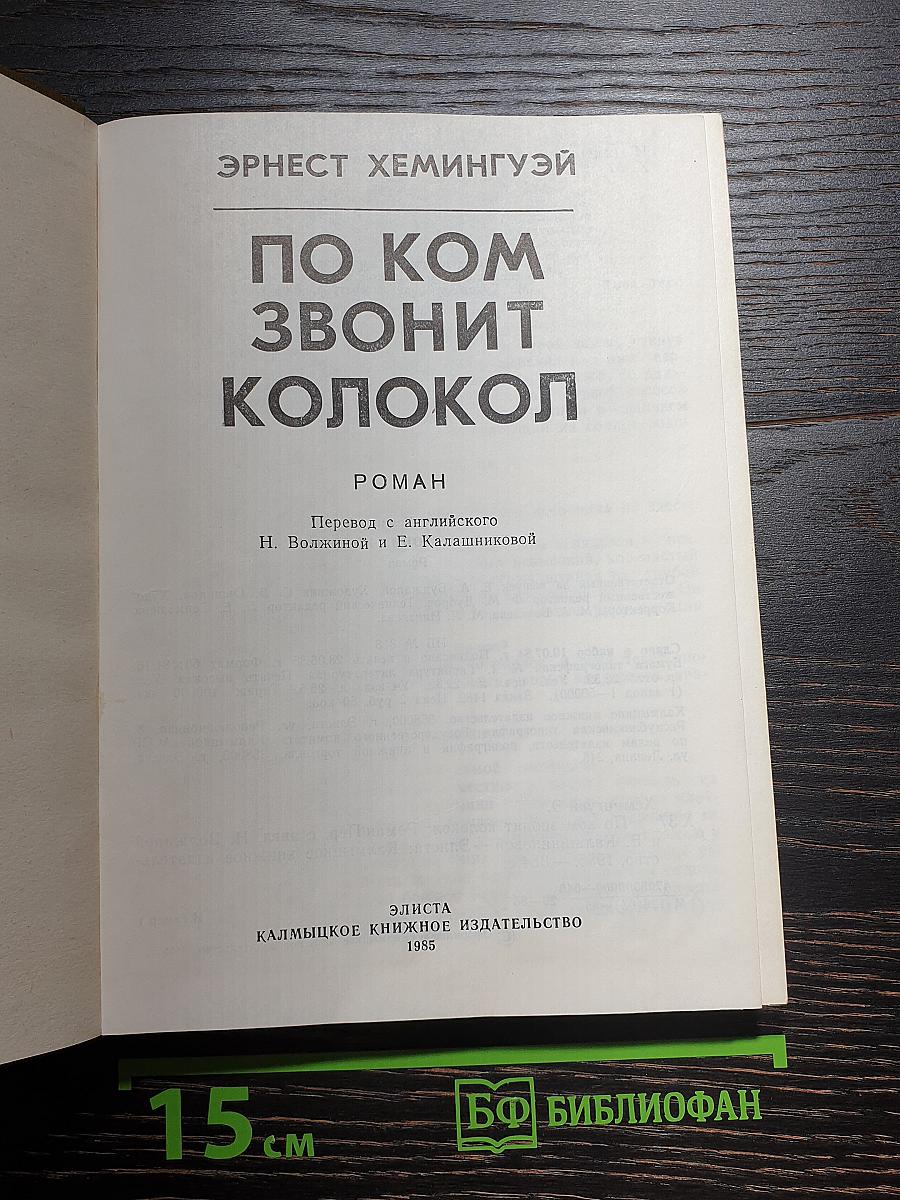 ЭРНЕСТ ХЕМИНГУЭЙ
ПО КОМ
ЗВОНИТ
КОЛОКОЛ
РОМАН
Перевод с английского
Н. Волжиной и Е. Калашниковой
ЭЛИСТА
КАЛМЫЦКОЕ КНИЖНОЕ ИЗДАТЕЛЬСТВО
1985
15 см
БФ БИБЛИОФАН